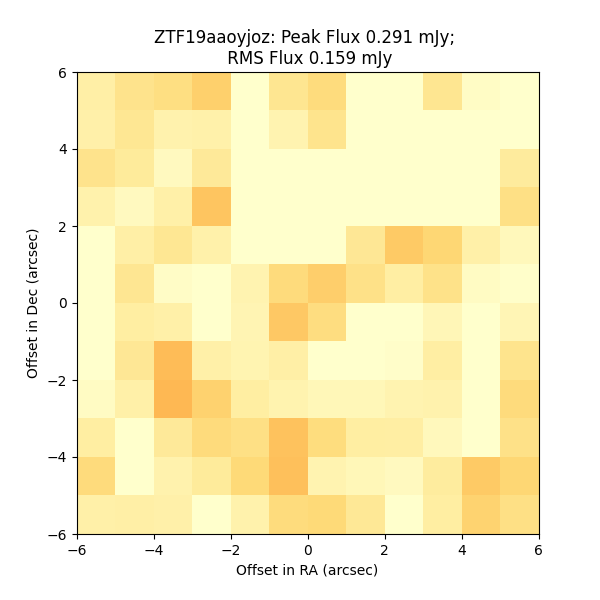 ZTF19aaoyjoz: Peak Flux 0.291 mJy;
RMS Flux 0.159 mJy
6
4
2
0
−2
−4
−6
Offset in Dec (arcsec)
−6 −4 −2 0 2 4 6
Offset in RA (arcsec)